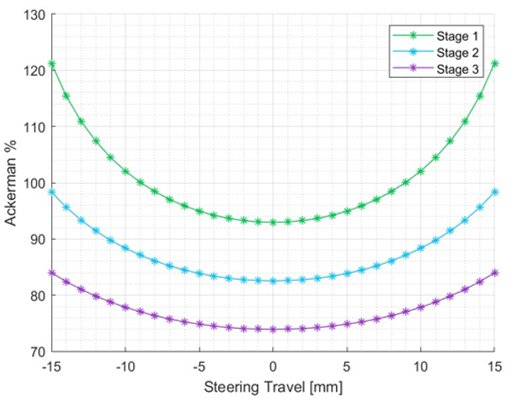 130
120
110
100
90
80
70
Ackerman %
-15 -10 -5 0 5 10 15
Steering Travel [mm]
Stage 1
Stage 2
Stage 3